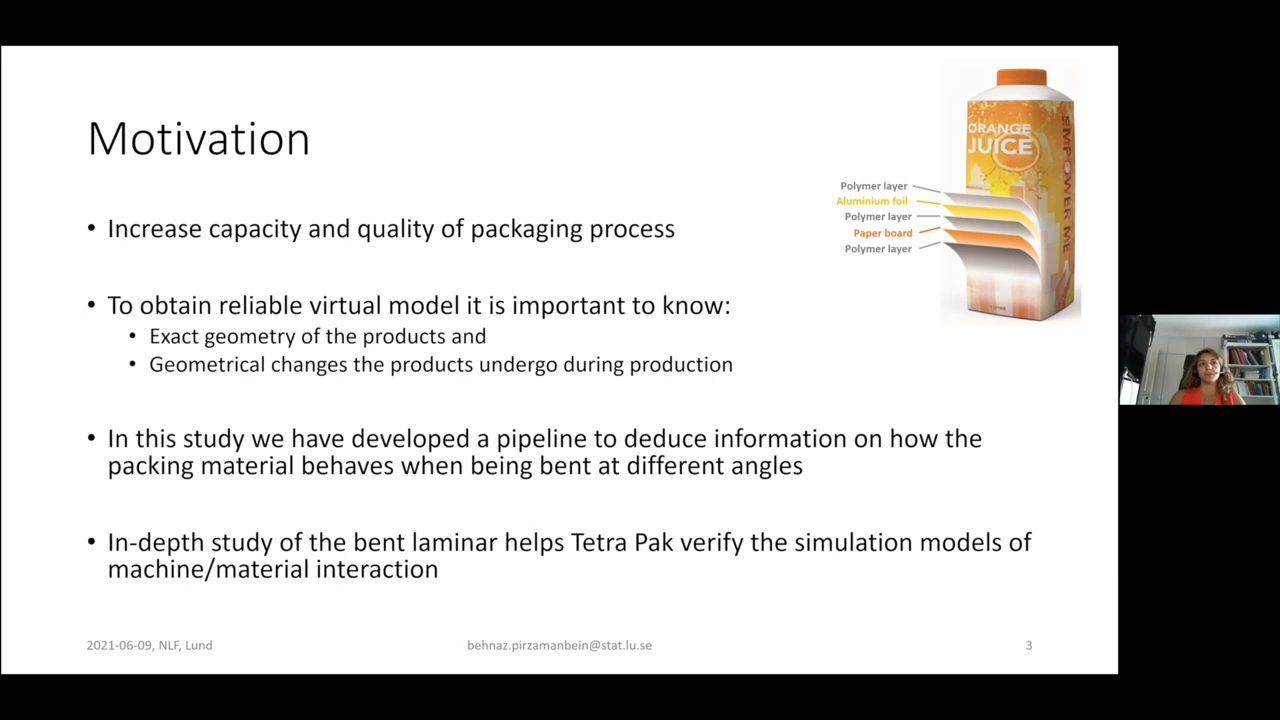 Motivation
• Increase capacity and quality of packaging process
• To obtain reliable virtual model it is important to know:
• Exact geometry of the products and
• Geometrical changes the products undergo during production
• In this study we have developed a pipeline to deduce information on how the
packing material behaves when being bent at different angles
• In-depth study of the bent laminar helps Tetra Pak verify the simulation models of
machine/material interaction
ORANGE
JUICE
EMPOWER ME
Polymer layer
Aluminium foil
Polymer layer
Paper board
Polymer layer
2021-06-09, NLF, Lund
behnaz.pirzamanbein@stat.lu.se
3